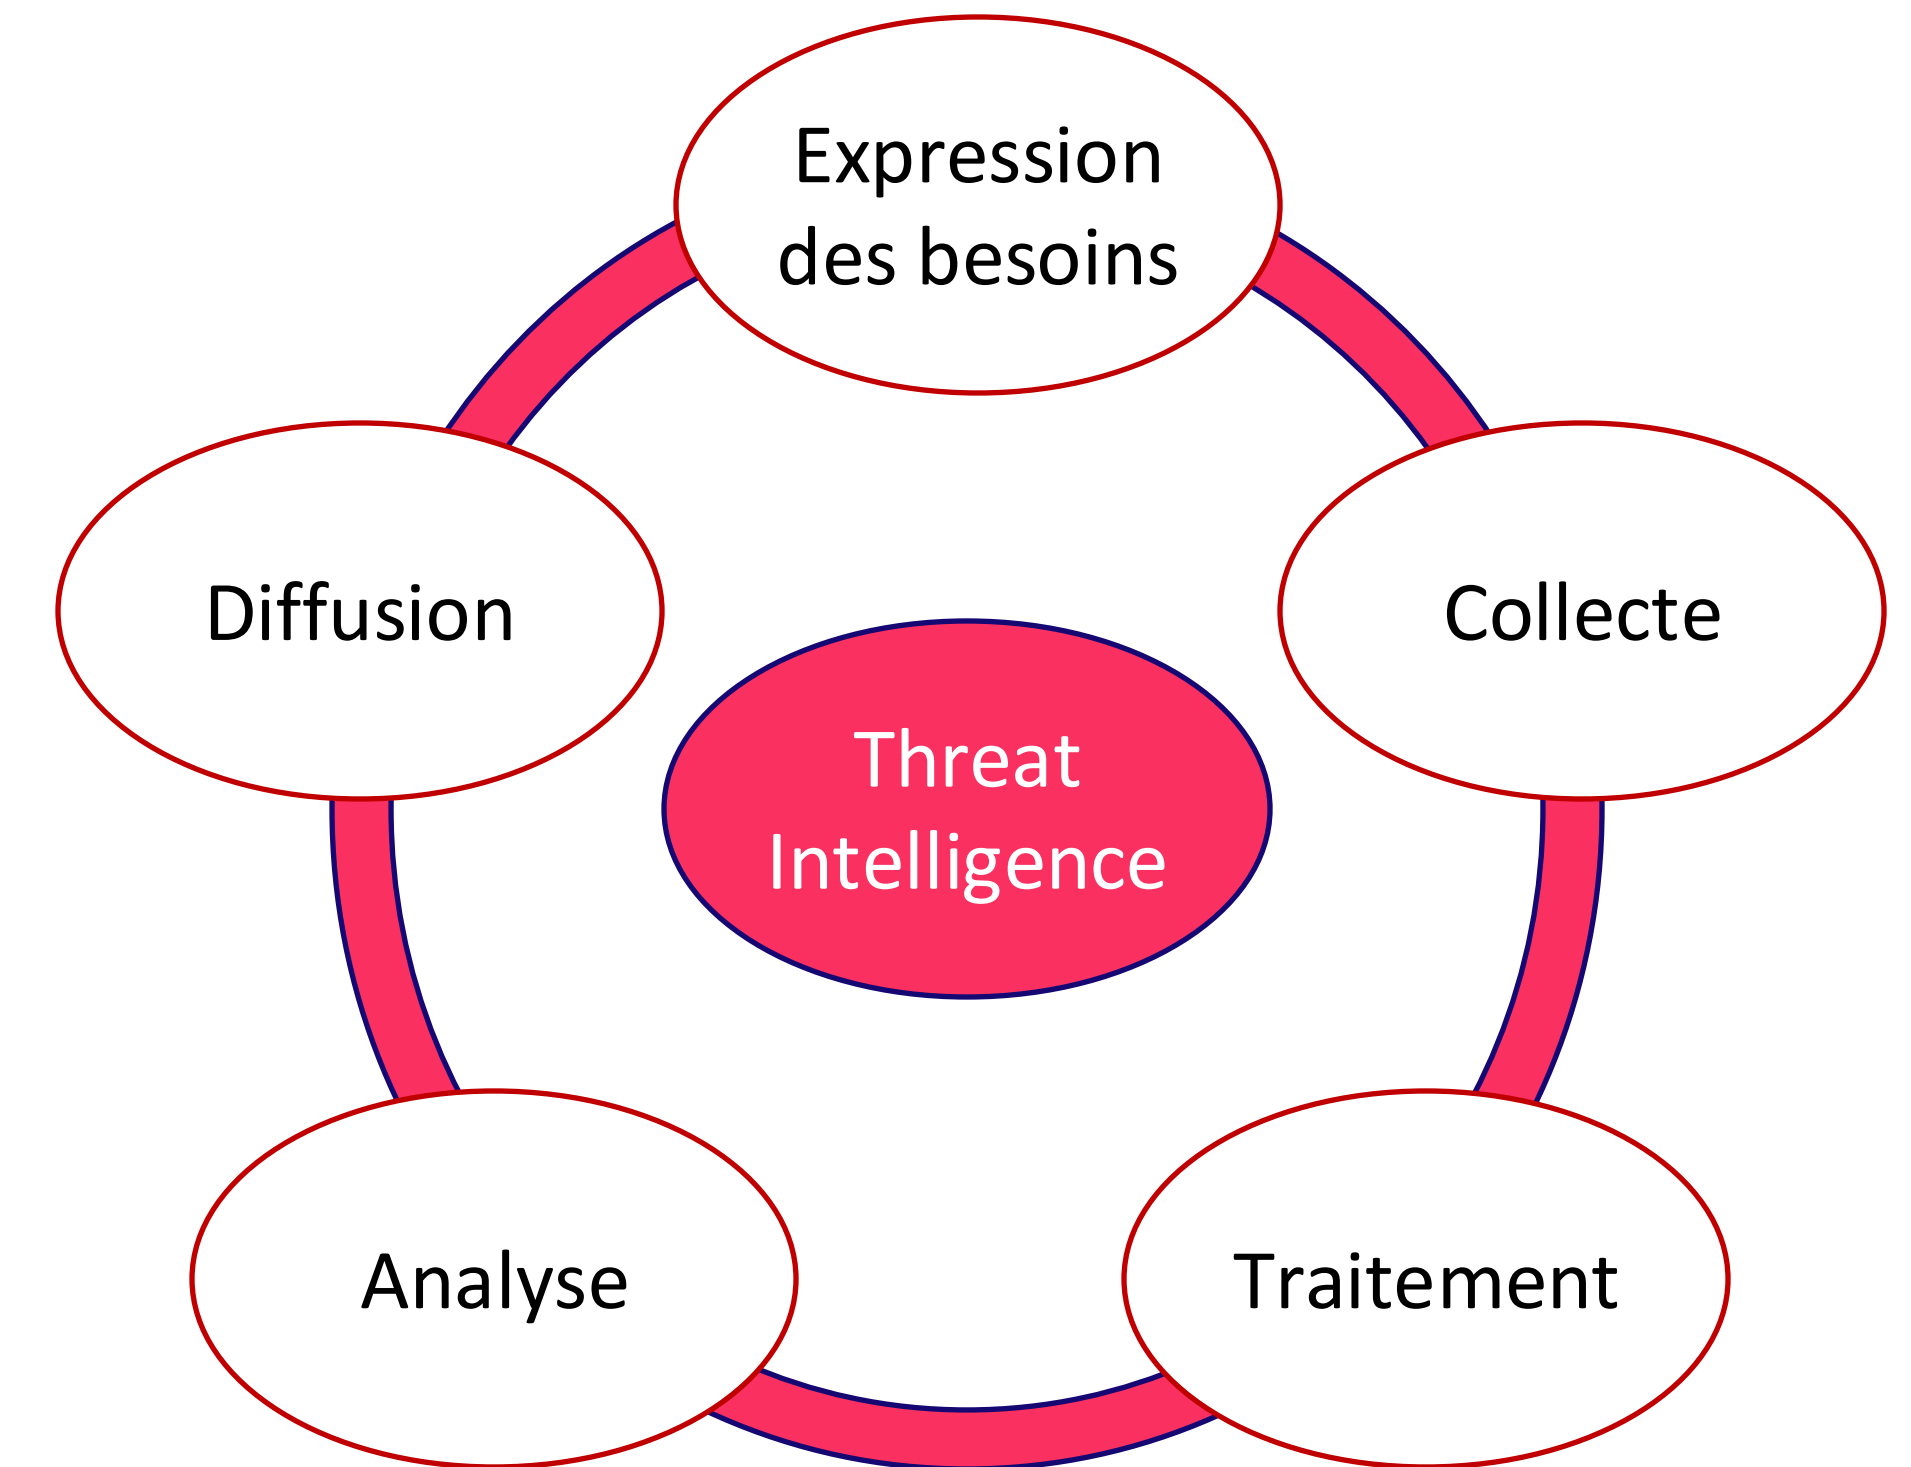 Expression
des besoins
Diffusion
Collecte
Threat
Intelligence
Analyse
Traitement